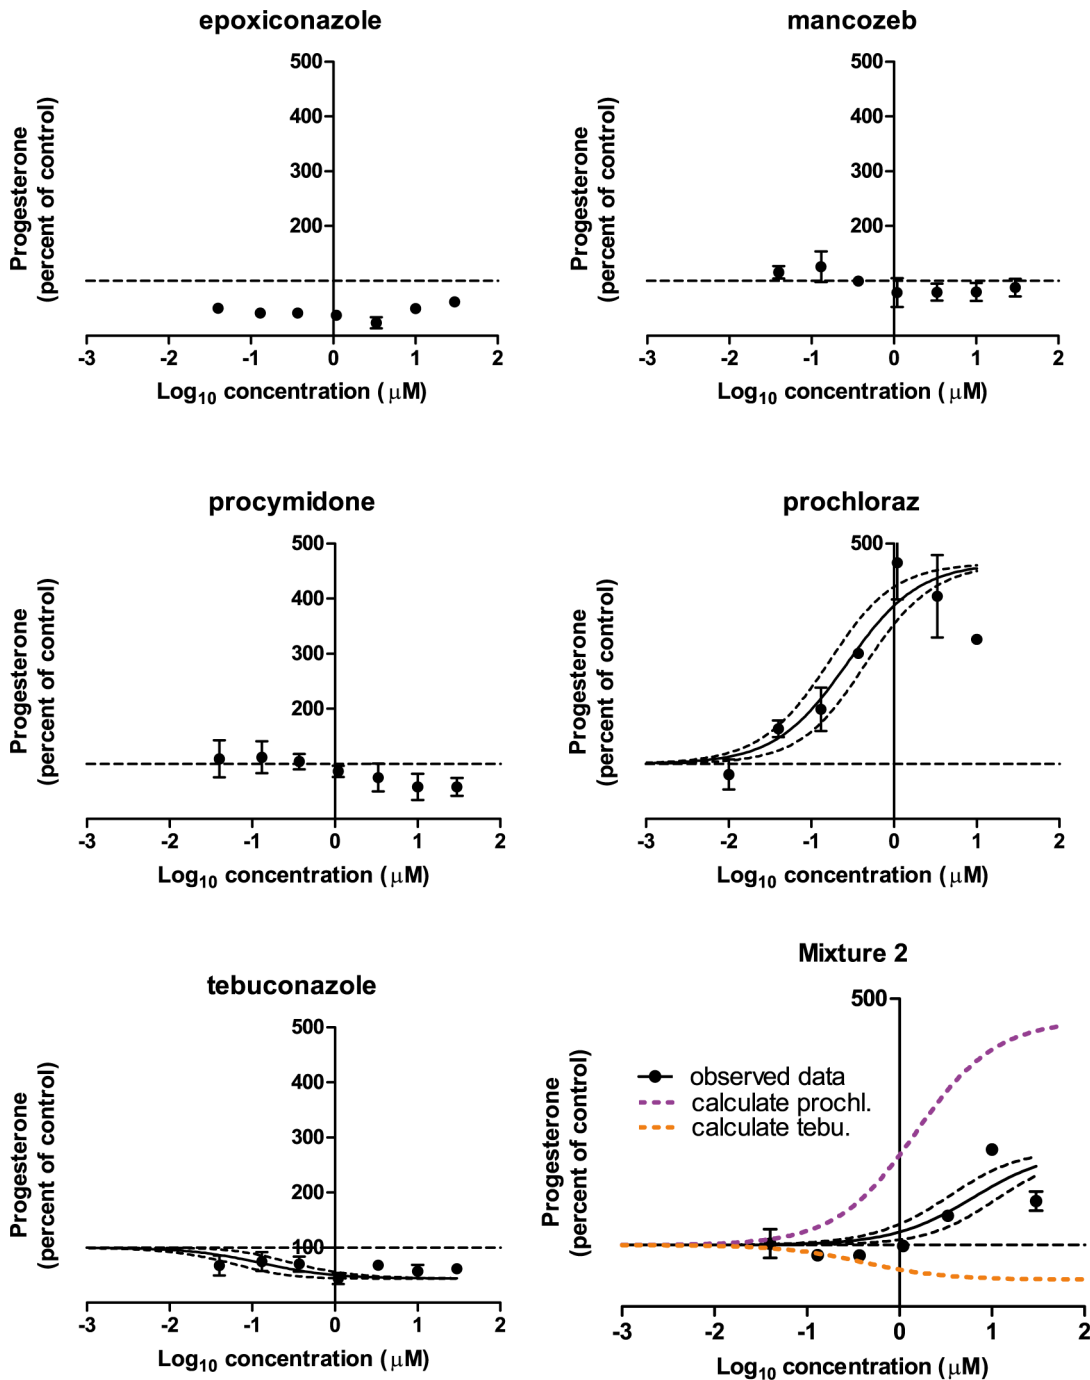 epoxiconazole
500
400
300
200
Progesterone
(percent of control)
-3 -2 -1 0 1 2
Log10 concentration (μM)
mancozeb
500
400
300
200
Progesterone
(percent of control)
-3 -2 -1 0 1 2
Log10 concentration (μM)
procymidone
500
400
300
200
Progesterone
(percent of control)
-3 -2 -1 0 1 2
Log10 concentration (μM)
prochloraz
500
Progesterone
(percent of control)
-3 -2 -1 0 1 2
Log10 concentration (μM)
tebuconazole
500
400
300
200
100
Progesterone
(percent of control)
-3 -2 -1 0 1 2
Log10 concentration (μM)
Mixture 2
500
observed data
calculate prochl.
calculate tebu.
Progesterone
(percent of control)
-3 -2 -1 0 1 2
Log10 concentration (μM)